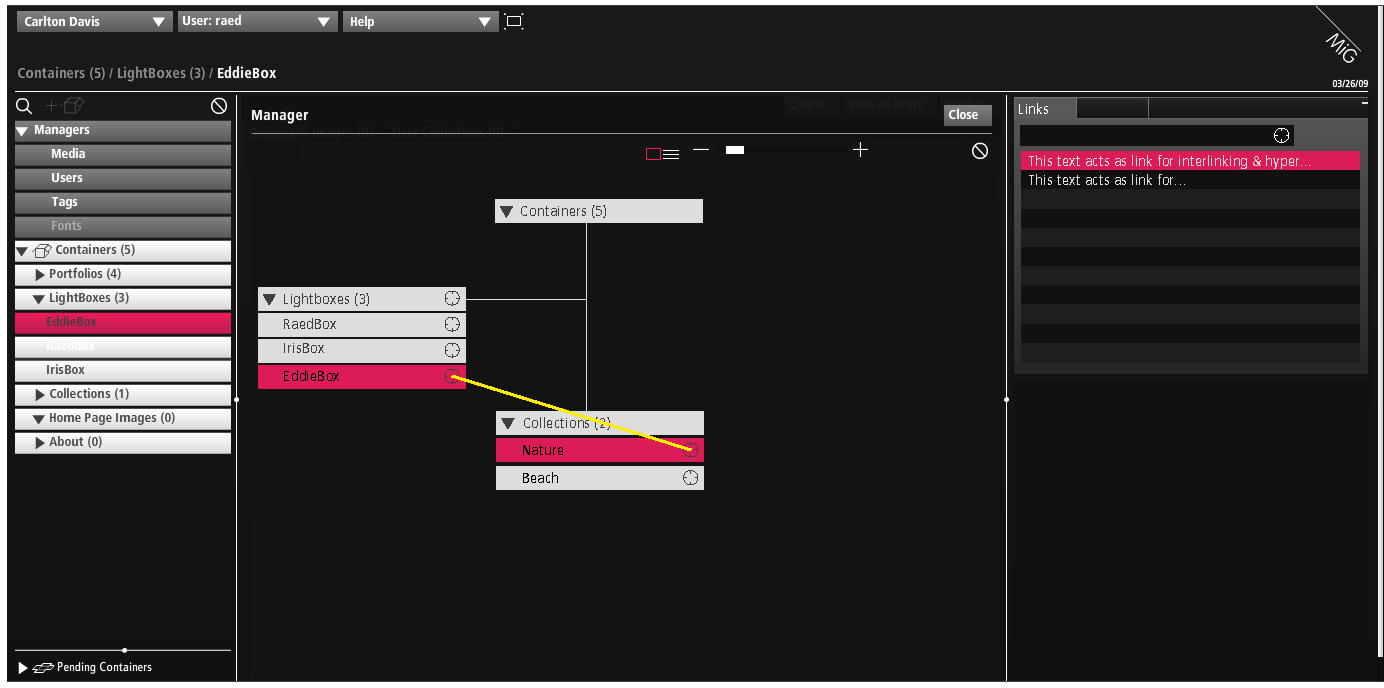 Carlton Davis
User: raed
Help
MiG
Containers (5) / LightBoxes (3) / EddieBox
03/26/09
Managers
Media
Users
Tags
Fonts
Containers (5)
Portfolios (4)
LightBoxes (3)
EddieBox
RaedBox
IrisBox
Collections (1)
Home Page Images (0)
About (0)
Pending Containers
Manager
Cancel
Save as Draft
Close
Images (0)
User Collections (0)
Containers (5)
Lightboxes (3)
RaedBox
IrisBox
EddieBox
Collections (2)
Nature
Beach
Links
This text acts as link for interlinking & hyper...
This text acts as link for...